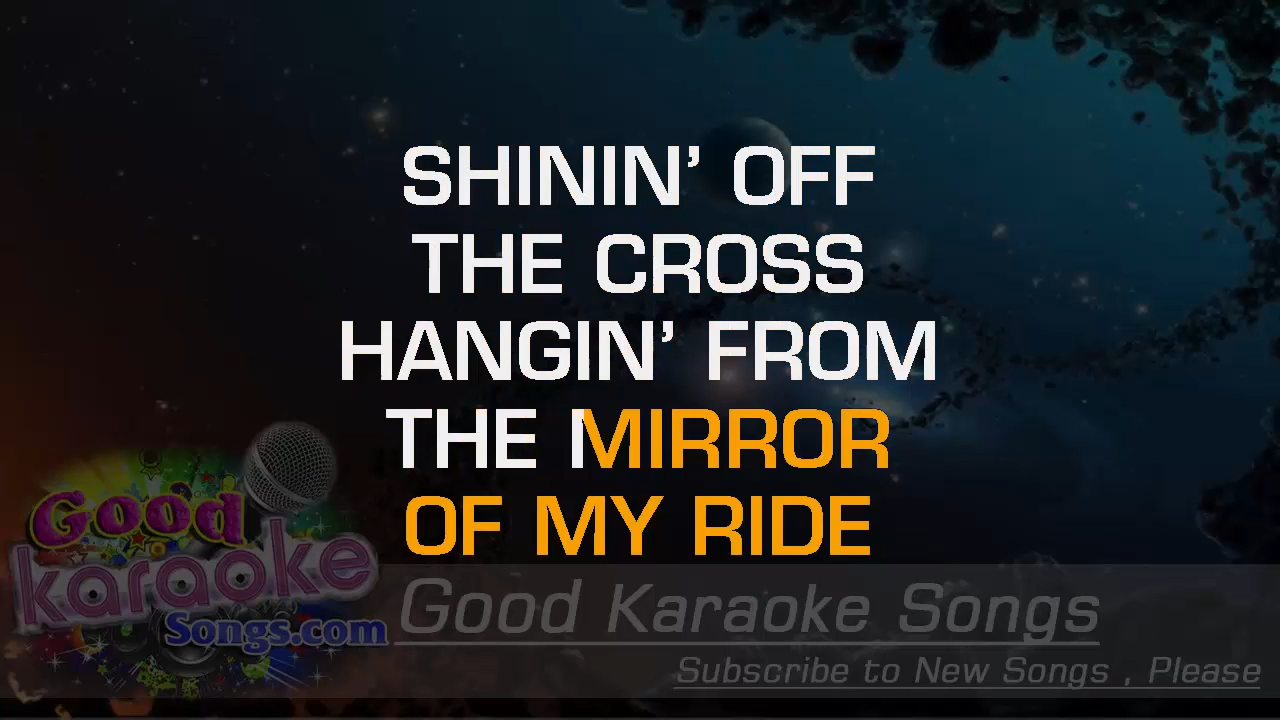 SHININ’ OFF
THE CROSS
HANGIN’ FROM
THE MIRROR
OF MY RIDE
Good
karaoke
Songs.com
Good Karaoke Songs
Subscribe to New Songs , Please